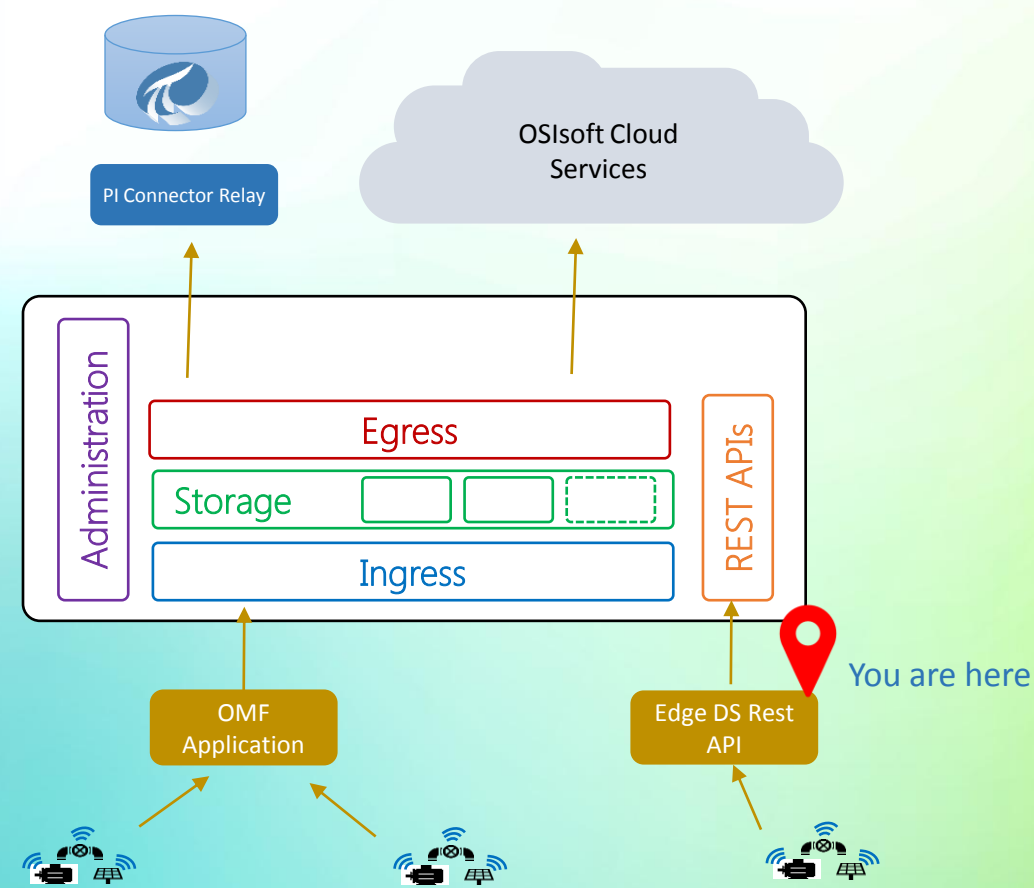 OSIsoft Cloud
Services
PI Connector Relay
Administration
Egress
Storage
Ingress
REST APIs
You are here
OMF
Application
Edge DS Rest
API